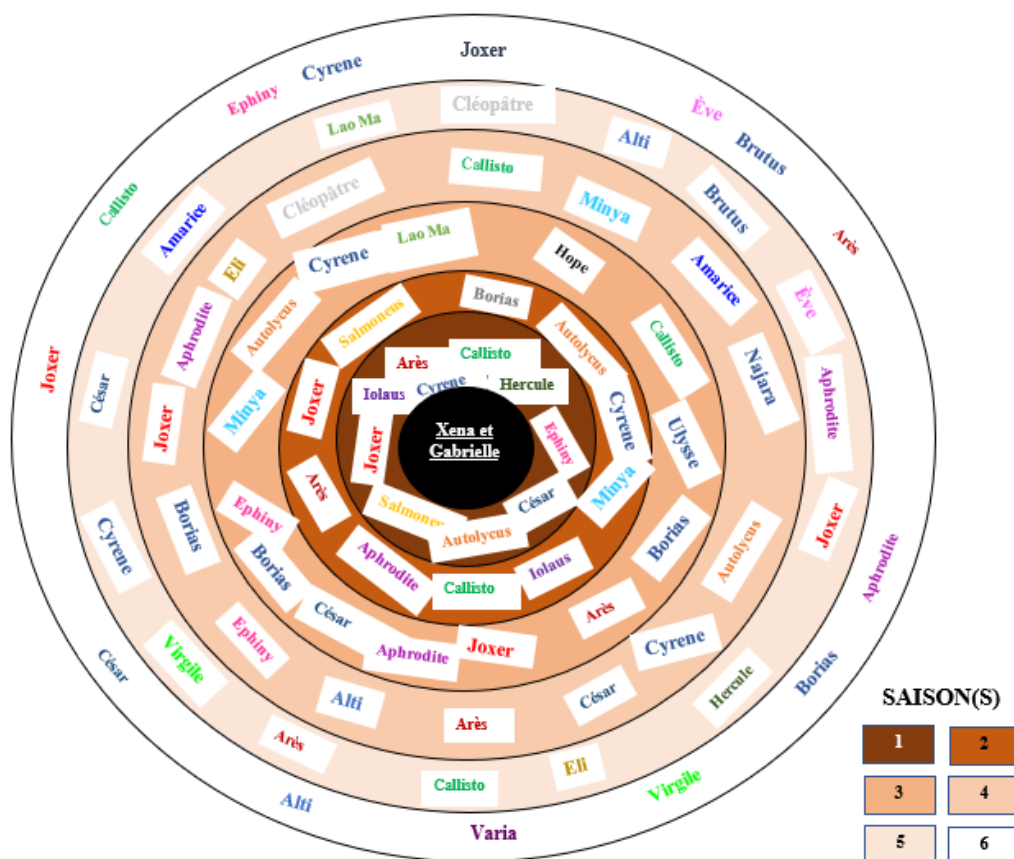 Joxer
Cyrene
Ephiny
Ève
Brutus
Callisto
Arès
Joxer
Aphrodite
Borias
César
Virgile
Alti
Varia
Cléopâtre
Lao Ma
Alti
Amarice
Brutus
Ève
César
Aphrodite
Joxer
Cyrene
Hercule
Virgile
Arès
Eli
Callisto
Callisto
Cléopâtre
Minya
Eli
Amarice
Aphrodite
Najara
Joxer
Borias
Autolycus
Ephiny
Cyrene
Alti
César
Arès
Lao Ma
Cyrene
Hope
Autolycus
Callisto
Minya
Ulysse
Ephiny
Borias
Borias
César
Arès
Aphrodite
Joxer
Borias
Salmoneus
Autolycus
Joxer
Cyrene
Arès
Minya
Aphrodite
Iolaus
Callisto
Callisto
Arès
Cyrene
Hercule
Iolaus
Joxer
Ephiny
César
Autolycus
Xena et
Gabrielle
SAISON(S)
1
2
3
4
5
6